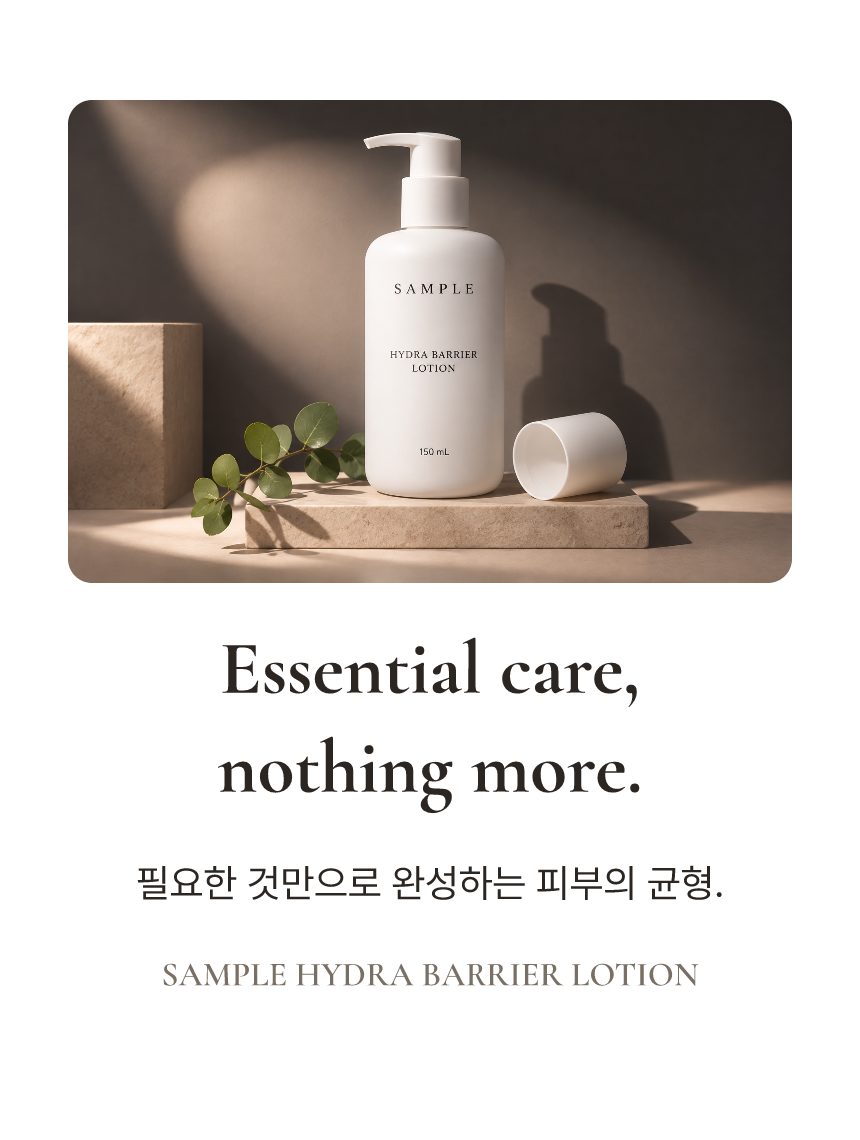 SAMPLE
HYDRA BARRIER
LOTION
150 mL
Essential care,
nothing more.
필요한 것만으로 완성하는 피부의 균형.
SAMPLE HYDRA BARRIER LOTION